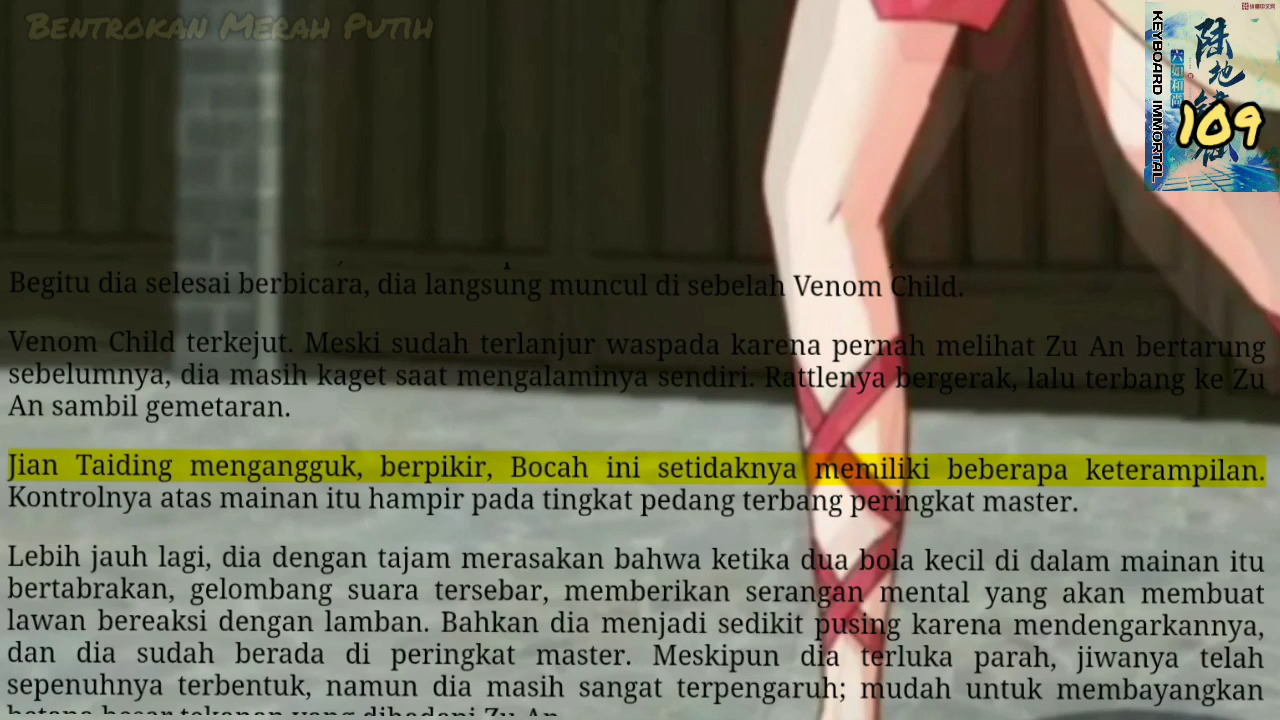 Bentrokan Merah Putih
KEYBOARD IMMORTAL
陆地
六如和尚
109
Begitu dia selesai berbicara, dia langsung muncul di sebelah Venom Child.
Venom Child terkejut. Meski sudah terlanjur waspada karena pernah melihat Zu An bertarung
sebelumnya, dia masih kaget saat mengalaminya sendiri. Rattlenya bergerak, lalu terbang ke Zu
An sambil gemetaran.
Jian Taiding mengangguk, berpikir, Bocah ini setidaknya memiliki beberapa keterampilan.
Kontrolnya atas mainan itu hampir pada tingkat pedang terbang peringkat master.
Lebih jauh lagi, dia dengan tajam merasakan bahwa ketika dua bola kecil di dalam mainan itu
bertabrakan, gelombang suara tersebar, memberikan serangan mental yang akan membuat
lawan bereaksi dengan lamban. Bahkan dia menjadi sedikit pusing karena mendengarkannya,
dan dia sudah berada di peringkat master. Meskipun dia terluka parah, jiwanya telah
sepenuhnya terbentuk, namun dia masih sangat terpengaruh; mudah untuk membayangkan